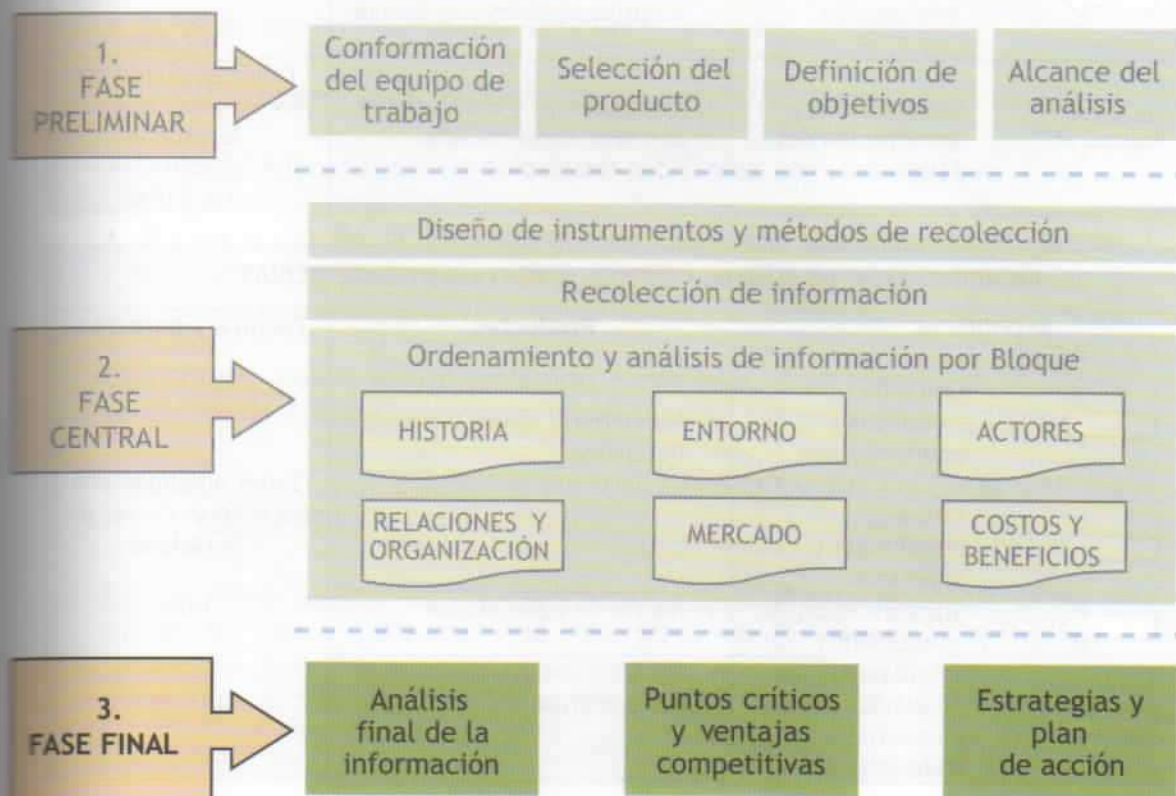 1.
FASE
PRELIMINAR
Conformación
del equipo de
trabajo
Selección del
producto
Definición de
objetivos
Alcance del
análisis
Diseño de instrumentos y métodos de recolección
Recolección de información
2.
FASE
CENTRAL
Ordenamiento y análisis de información por Bloque
HISTORIA
ENTORNO
ACTORES
RELACIONES Y
ORGANIZACIÓN
MERCADO
COSTOS Y
BENEFICIOS
3.
FASE FINAL
Análisis
final de la
información
Puntos críticos
y ventajas
competitivas
Estrategias y
plan
de acción